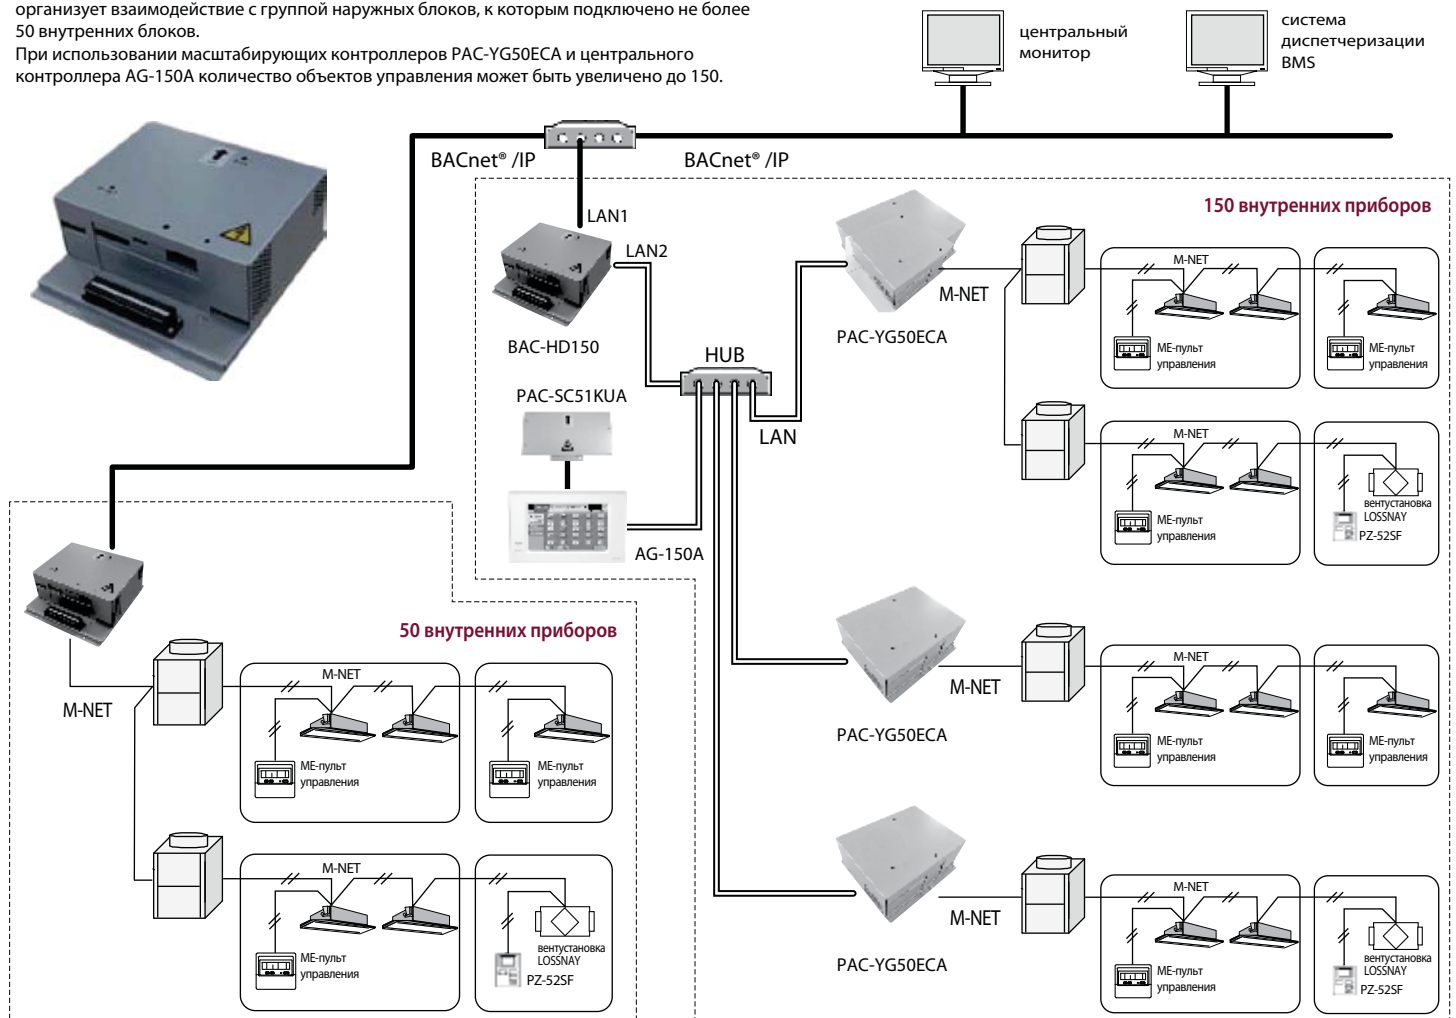 организует взаимодействие с группой наружных блоков, к которым подключено не более
50 внутренних блоков.
При использовании масштабирующих контроллеров PAC-YG50ECA и центрального
контроллера AG-150A количество объектов управления может быть увеличено до 150.
центральный
монитор
система
диспетчеризации
BMS
BACnet® /IP
BACnet® /IP
150 внутренних приборов
LAN1
LAN2
BAC-HD150
HUB
LAN
PAC-SC51KUA
AG-150A
PAC-YG50ECA
M-NET
M-NET
ME-пульт
управления
ME-пульт
управления
M-NET
ME-пульт
управления
вентустановка
LOSSNAY
PZ-52SF
PAC-YG50ECA
M-NET
M-NET
ME-пульт
управления
ME-пульт
управления
PAC-YG50ECA
M-NET
M-NET
ME-пульт
управления
вентустановка
LOSSNAY
PZ-52SF
50 внутренних приборов
M-NET
M-NET
ME-пульт
управления
ME-пульт
управления
M-NET
ME-пульт
управления
вентустановка
LOSSNAY
PZ-52SF